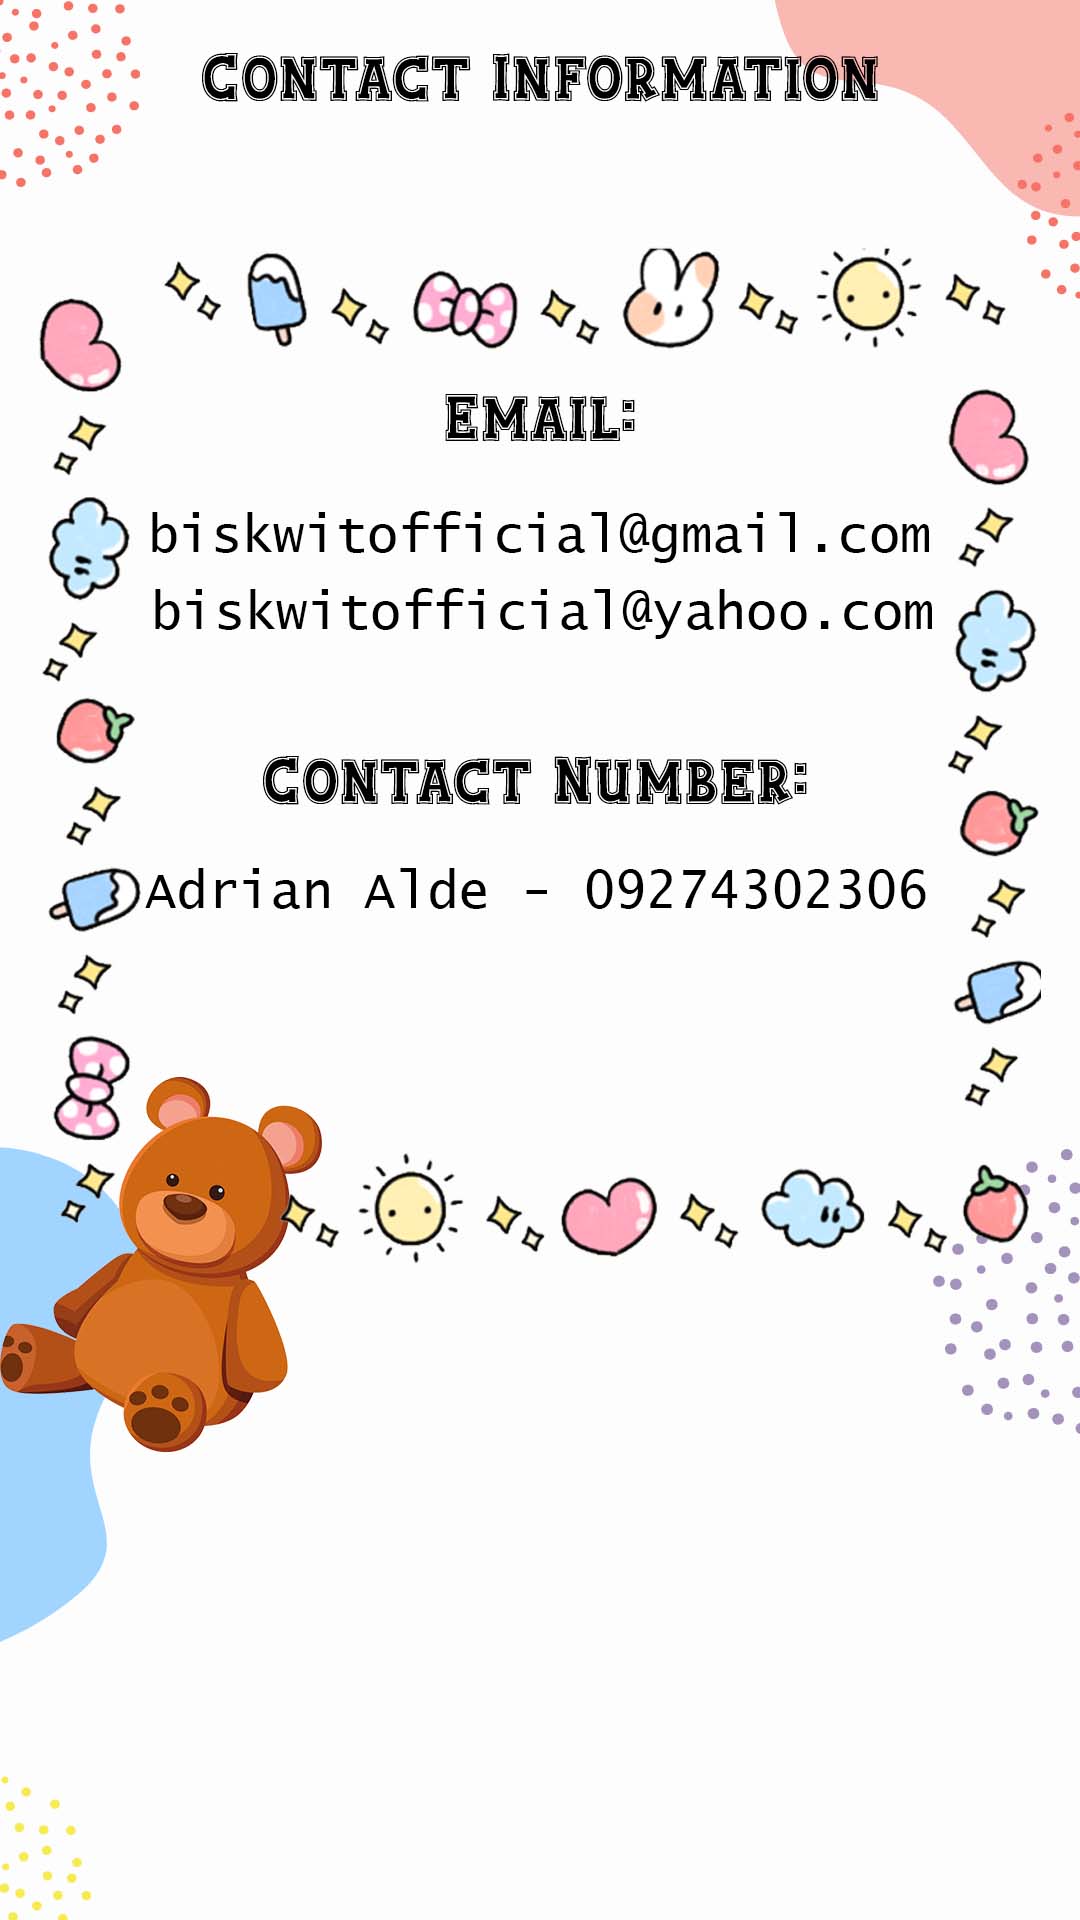 Contact Information
Email:
biskwitofficial@gmail.com
biskwitofficial@yahoo.com
Contact Number:
Adrian Alde - 09274302306